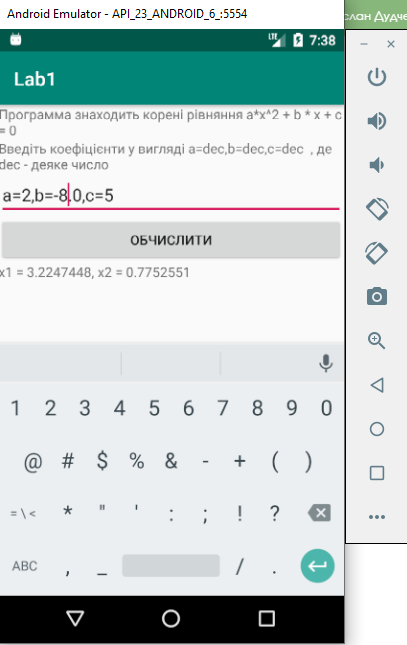 Android Emulator - API_23_ANDROID_6_:5554
слан Дудче
LTE 7:38
Lab1
Программа знаходить корені рівняння a*x^2 + b * x + c
= 0
Введіть коефіцієнти у вигляді a=dec,b=dec,c=dec , де
dec - деяке число
a=2,b=-8.0,c=5
ОБЧИСЛИТИ
x1 = 3.2247448, x2 = 0.7752551
1 2 3 4 5 6 7 8 9 0
@ # $ % & - + ( )
= \ < * " ' : ; ! ?
ABC , _ / .